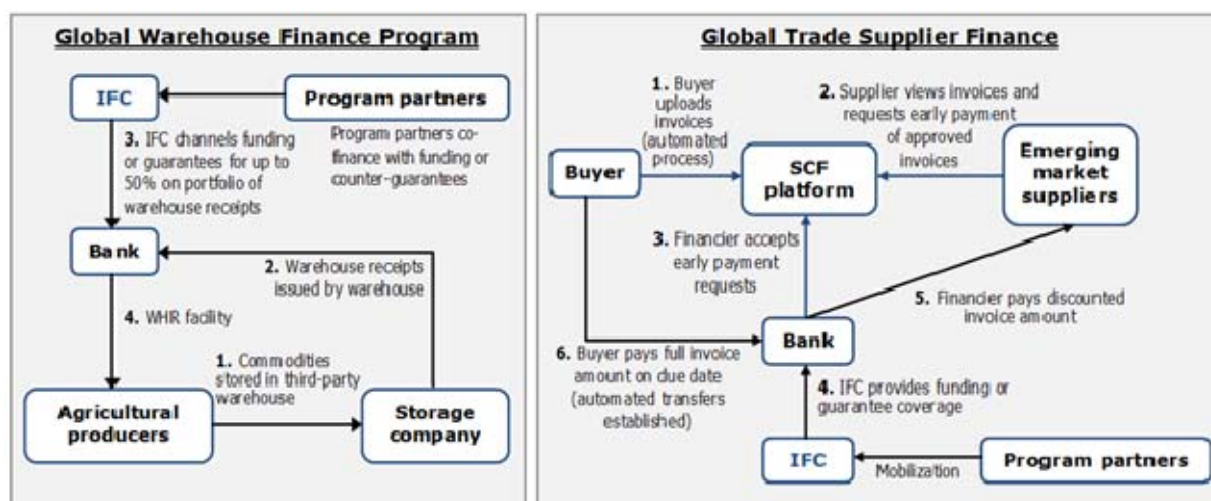 Global Warehouse Finance Program
IFC
Program partners
3. IFC channels funding
or guarantees for up to
50% on portfolio of
warehouse receipts
Program partners co-
finance with funding or
counter-guarantees
Bank
2. Warehouse receipts
issued by warehouse
4. WHR facility
1. Commodities
stored in third-party
warehouse
Agricultural
producers
Storage
company
Global Trade Supplier Finance
1. Buyer
uploads
invoices
(automated
process)
2. Supplier views invoices and
requests early payment
of approved
invoices
Buyer
SCF
platform
Emerging
market
suppliers
3. Financier accepts
early payment
requests
5. Financier pays discounted
invoice amount
Bank
6. Buyer pays full invoice
amount on due date
(automated transfers
established)
4. IFC provides funding or
guarantee coverage
IFC
Mobilization
Program partners